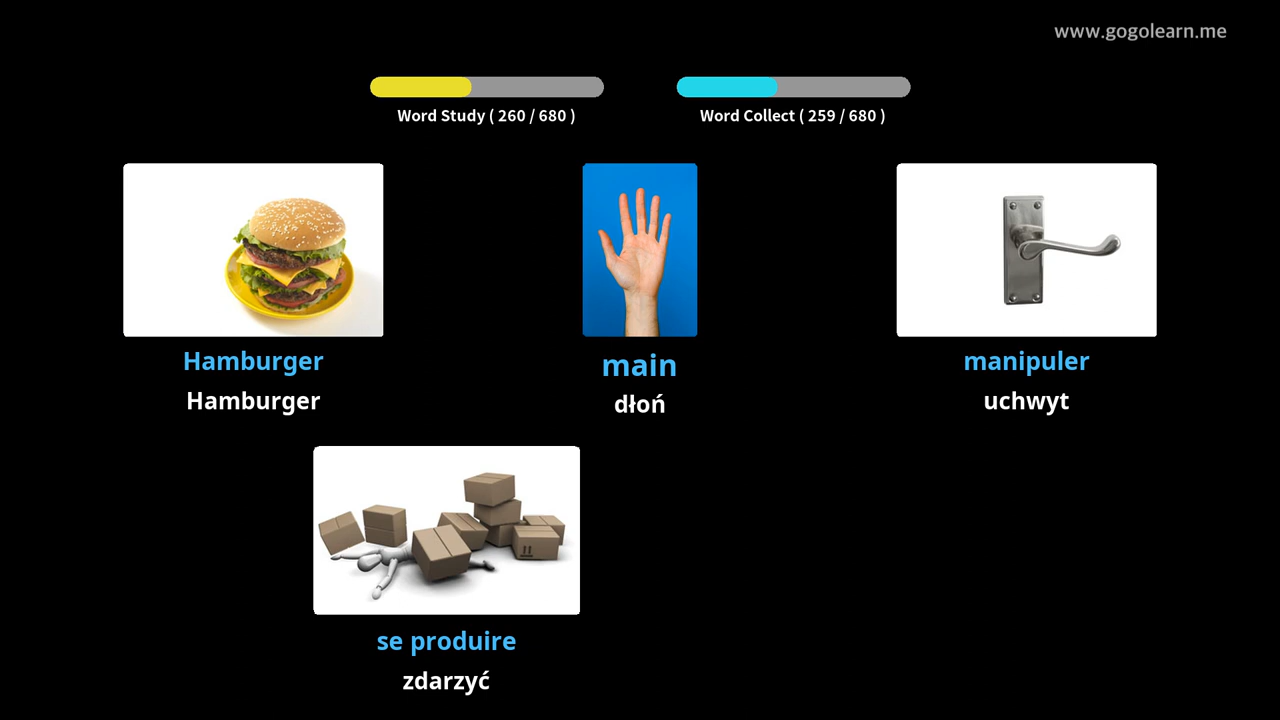 www.gogolearn.me
Word Study ( 260 / 680 )
Word Collect ( 259 / 680 )
Hamburger
Hamburger
main
dłoń
manipuler
uchwyt
se produire
zdarzyć